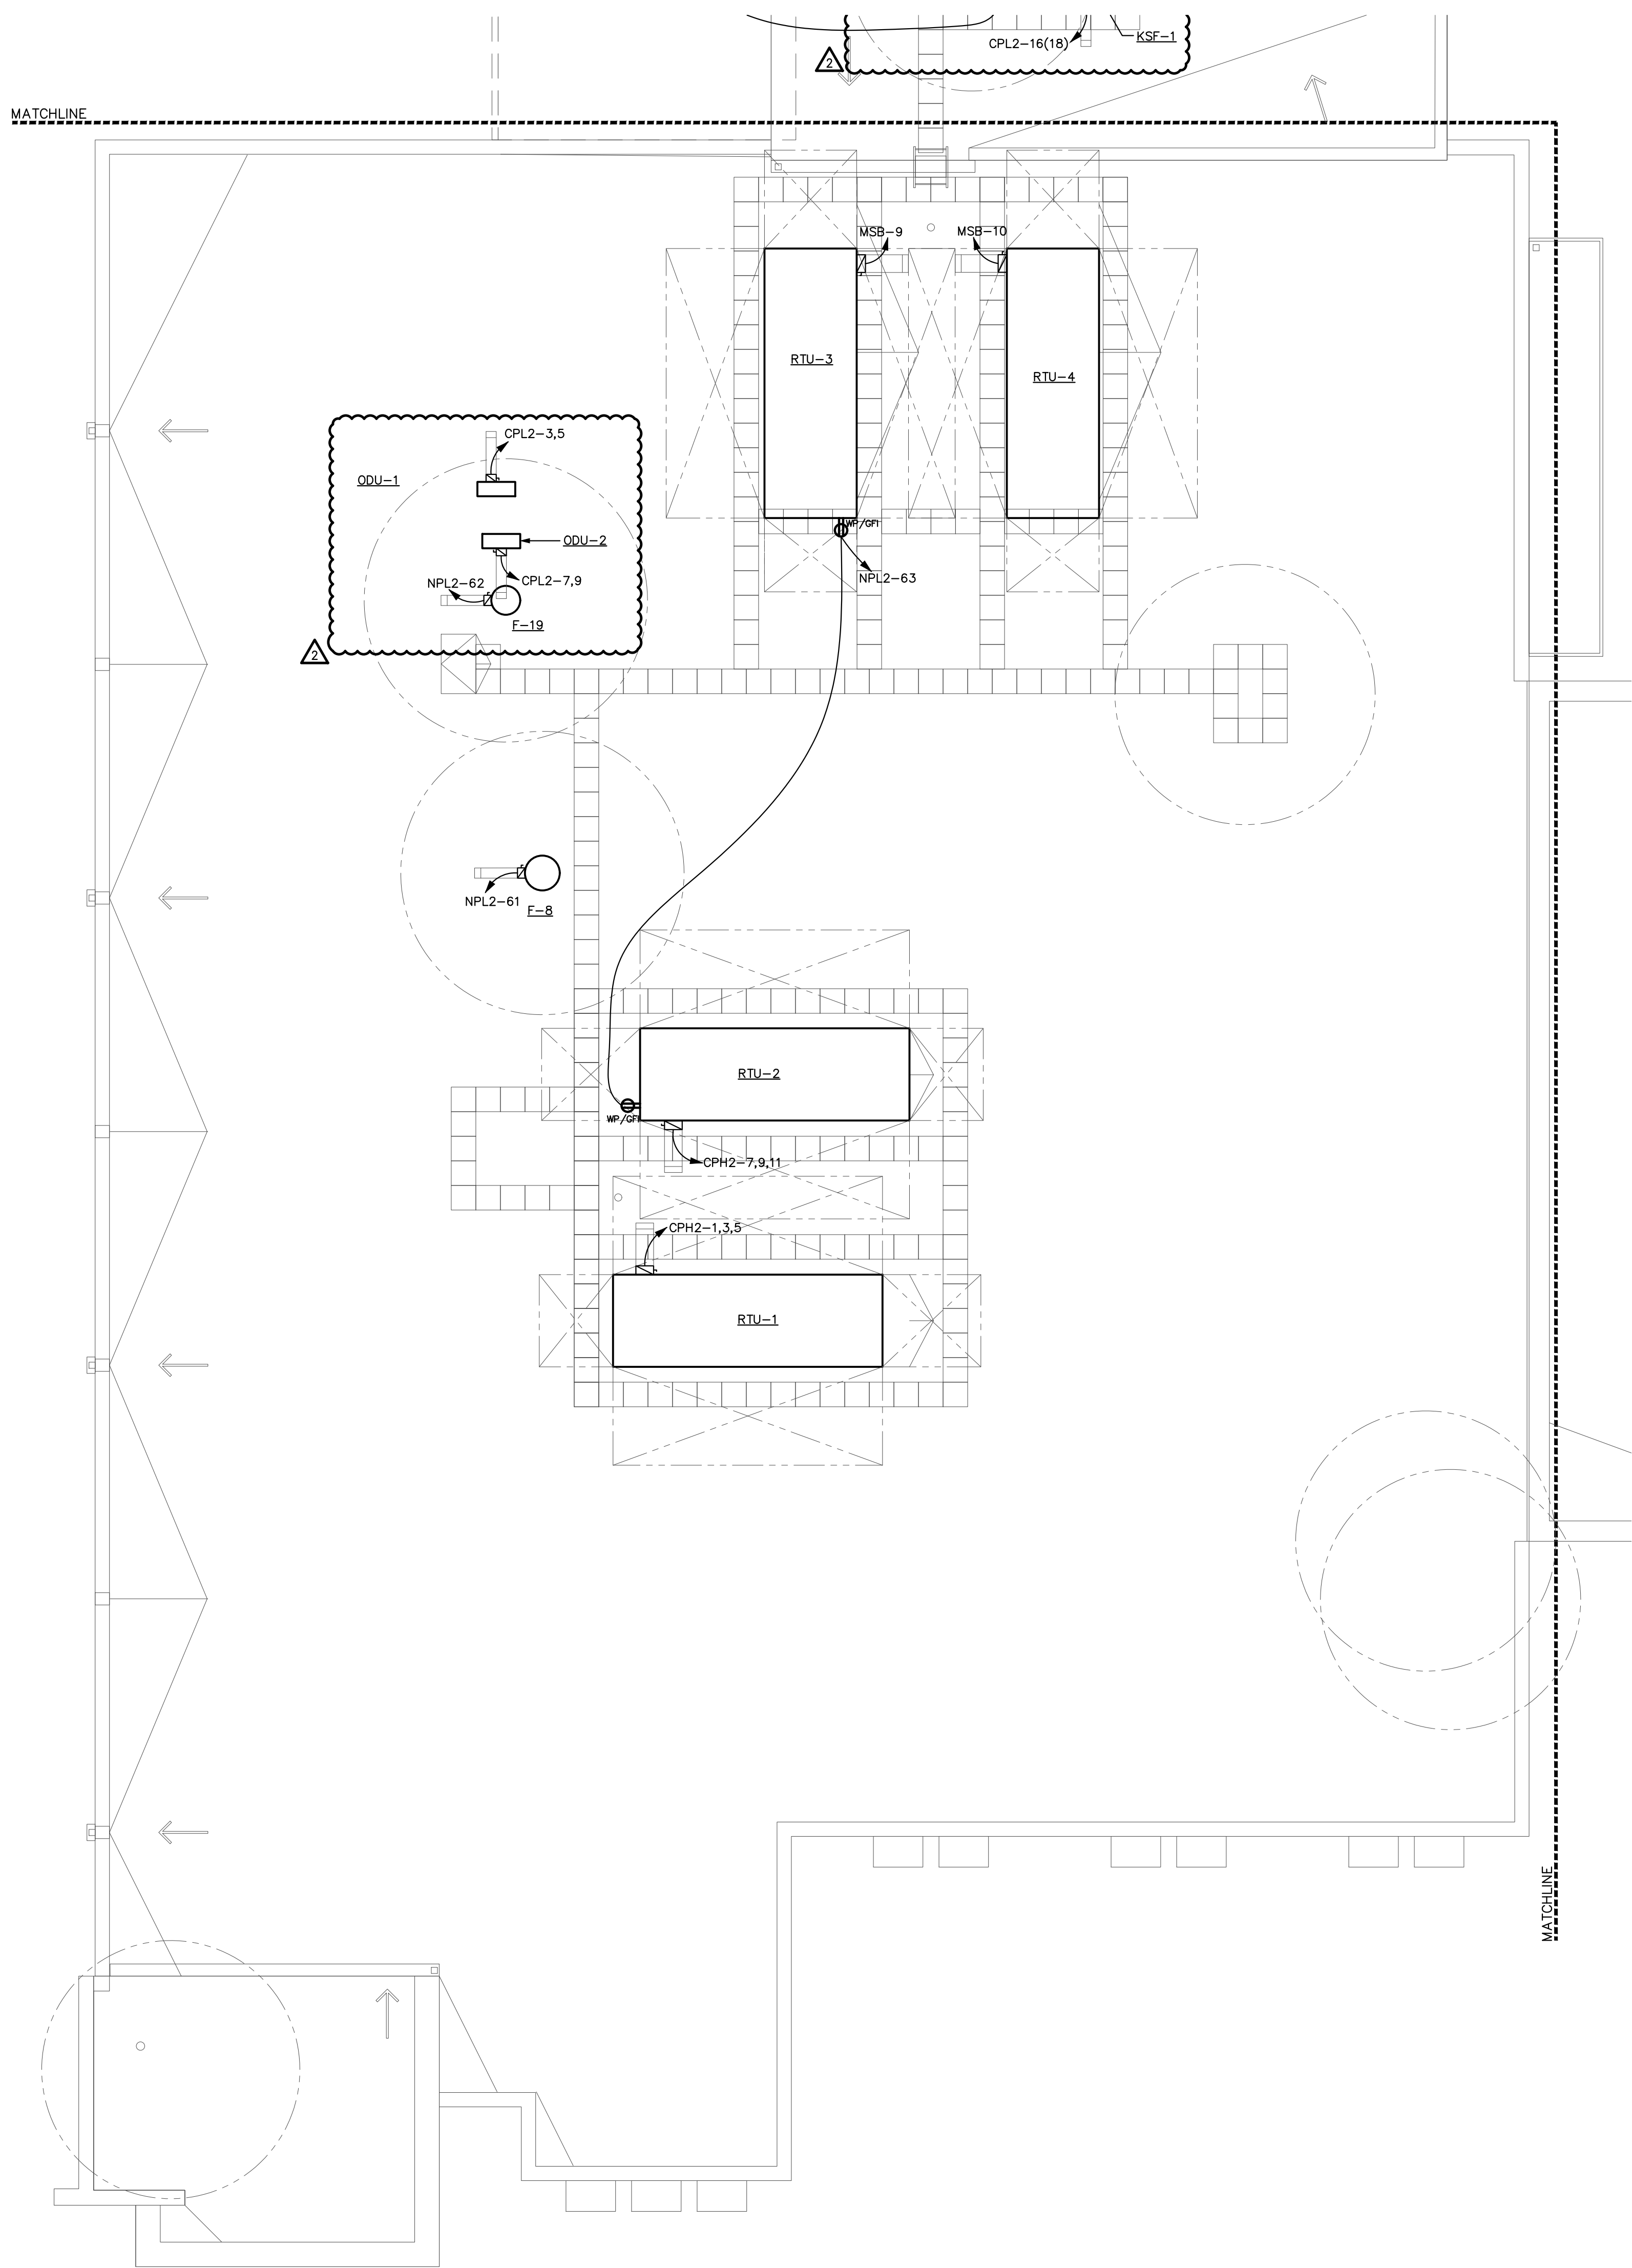 CPL2-16(18)
KSF-1
2
MATCHLINE
MSB-9
MSB-10
RTU-3
RTU-4
CPL2-3,5
ODU-1
WP/GFI
ODU-2
NPL2-63
NPL2-62
CPL2-7,9
F-19
2
NPL2-61
F-8
RTU-2
WP/GFI
CPH2-7,9,11
CPH2-1,3,5
RTU-1
MATCHLINE